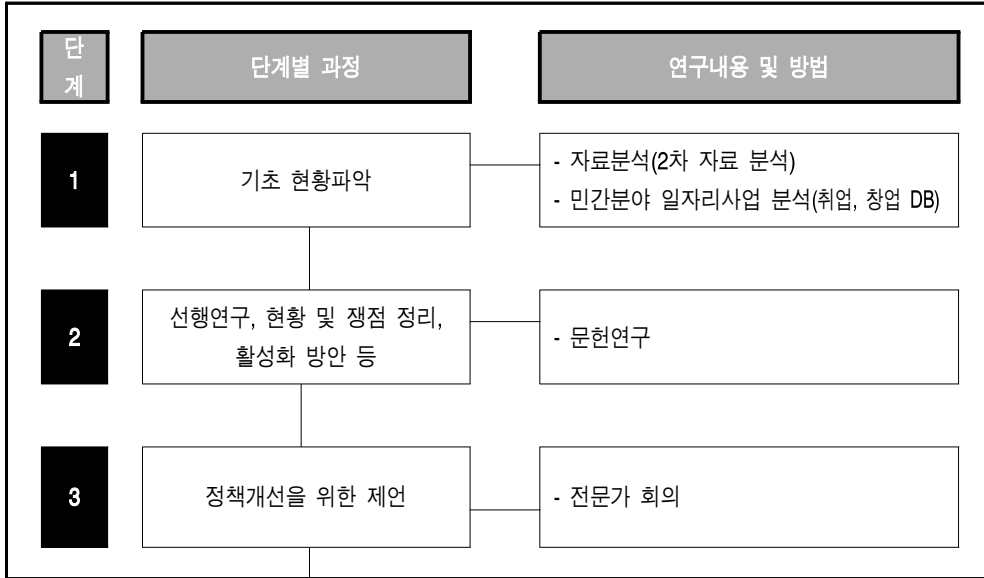 단
계
단계별 과정
연구내용 및 방법
1
기초 현황파악
- 자료분석(2차 자료 분석)
- 민간분야 일자리사업 분석(취업, 창업 DB)
2
선행연구, 현황 및 쟁점 정리,
활성화 방안 등
- 문헌연구
3
정책개선을 위한 제언
- 전문가 회의